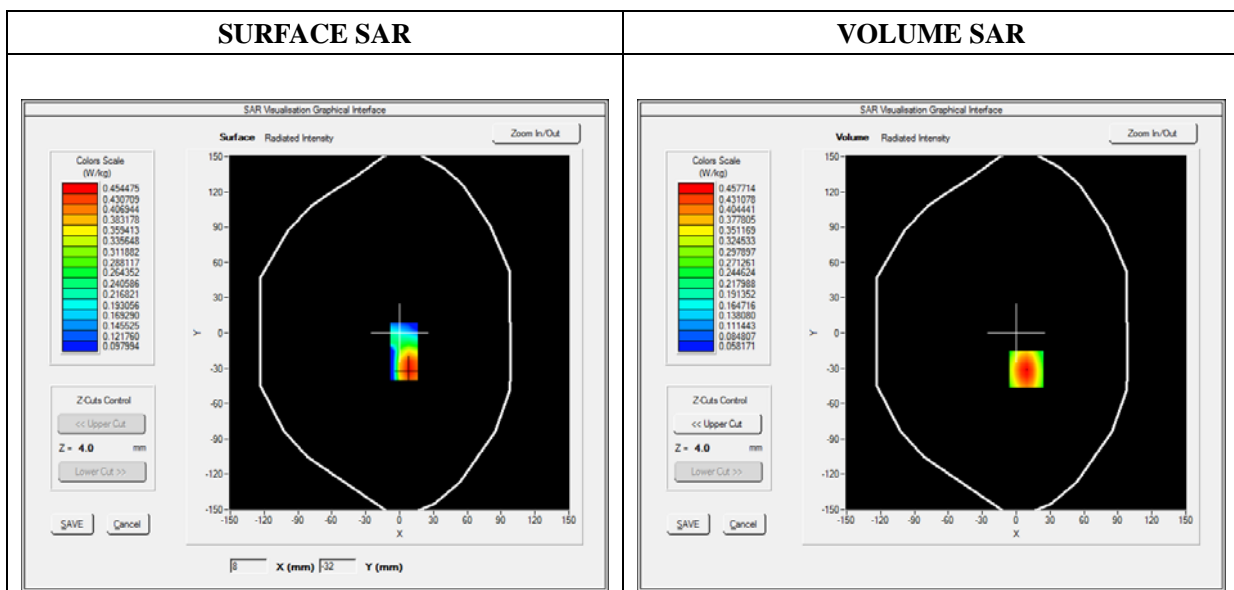 SURFACE SAR
VOLUME SAR
SAR Visualisation Graphical Interface
Surface Radiated Intensity
Zoom In/Out
Colors Scale
(W/kg)
0.454475
0.430709
0.406944
0.383178
0.359413
0.335648
0.311882
0.288117
0.264352
0.240586
0.216821
0.193056
0.169290
0.145525
0.121760
0.097994
150
120
90
60
30
Y
0
-30
-60
-90
-120
-150
-150 -120 -90 -60 -30 0 30 60 90 120 150
X
Z-Cuts Control
<< Upper Cut
Z = 4.0 mm
Lower Cut >>
SAVE Cancel
8 X (mm) -32 Y (mm)
SAR Visualisation Graphical Interface
Volume Radiated Intensity
Zoom In/Out
Colors Scale
(W/kg)
0.457714
0.431078
0.404441
0.377805
0.351169
0.324533
0.297897
0.271261
0.244624
0.217988
0.191352
0.164716
0.138080
0.111443
0.084807
0.058171
150
120
90
60
30
Y
0
-30
-60
-90
-120
-150
-150 -120 -90 -60 -30 0 30 60 90 120 150
X
Z-Cuts Control
<< Upper Cut
Z = 4.0 mm
Lower Cut >>
SAVE Cancel